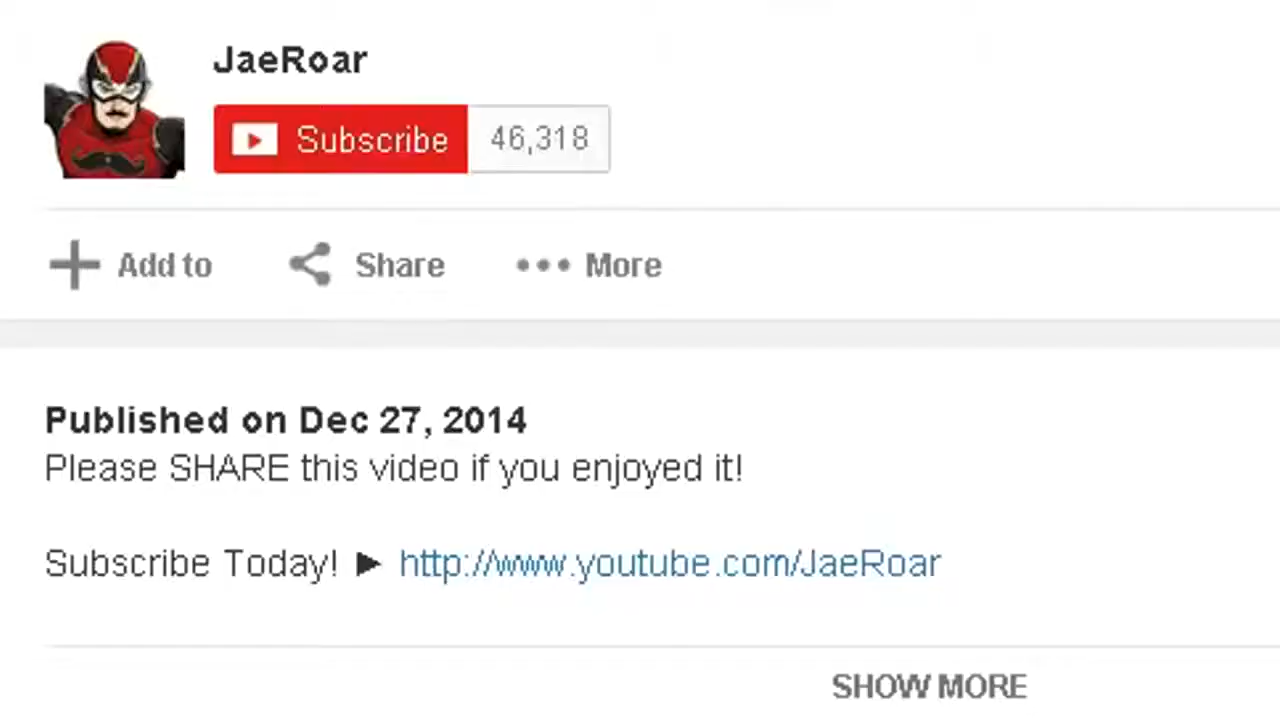 JaeRoar
Subscribe 46,318
Add to Share More
Published on Dec 27, 2014
Please SHARE this video if you enjoyed it!
Subscribe Today! ► http://www.youtube.com/JaeRoar
SHOW MORE